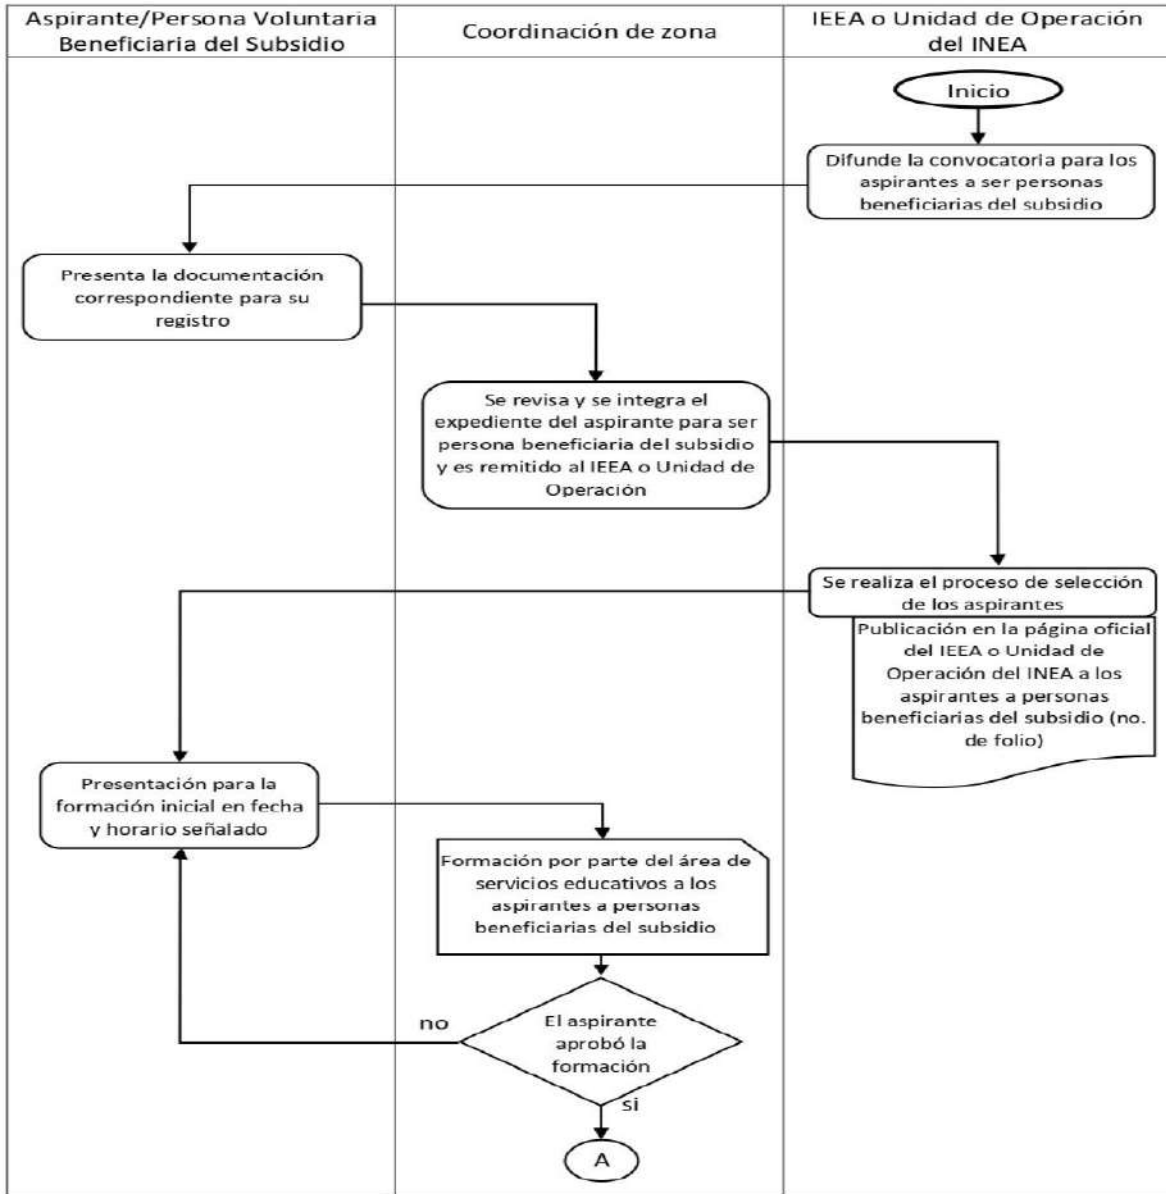 Aspirante/Persona Voluntaria
Beneficiaria del Subsidio
Coordinación de zona
IEEA o Unidad de Operación
del INEA
Inicio
Difunde la convocatoria para los
aspirantes a ser personas
beneficiarias del subsidio
Presenta la documentación
correspondiente para su
registro
Se revisa y se integra el
expediente del aspirante para ser
persona beneficiaria del subsidio
y es remitido al IEEA o Unidad de
Operación
Se realiza el proceso de selección
de los aspirantes
Publicación en la página oficial
del IEEA o Unidad de
Operación del INEA a los
aspirantes a personas
beneficiarias del subsidio (no.
de folio)
Presentación para la
formación inicial en fecha
y horario señalado
Formación por parte del área de
servicios educativos a los
aspirantes a personas
beneficiarias del subsidio
no
El aspirante
aprobó la
formación
si
A